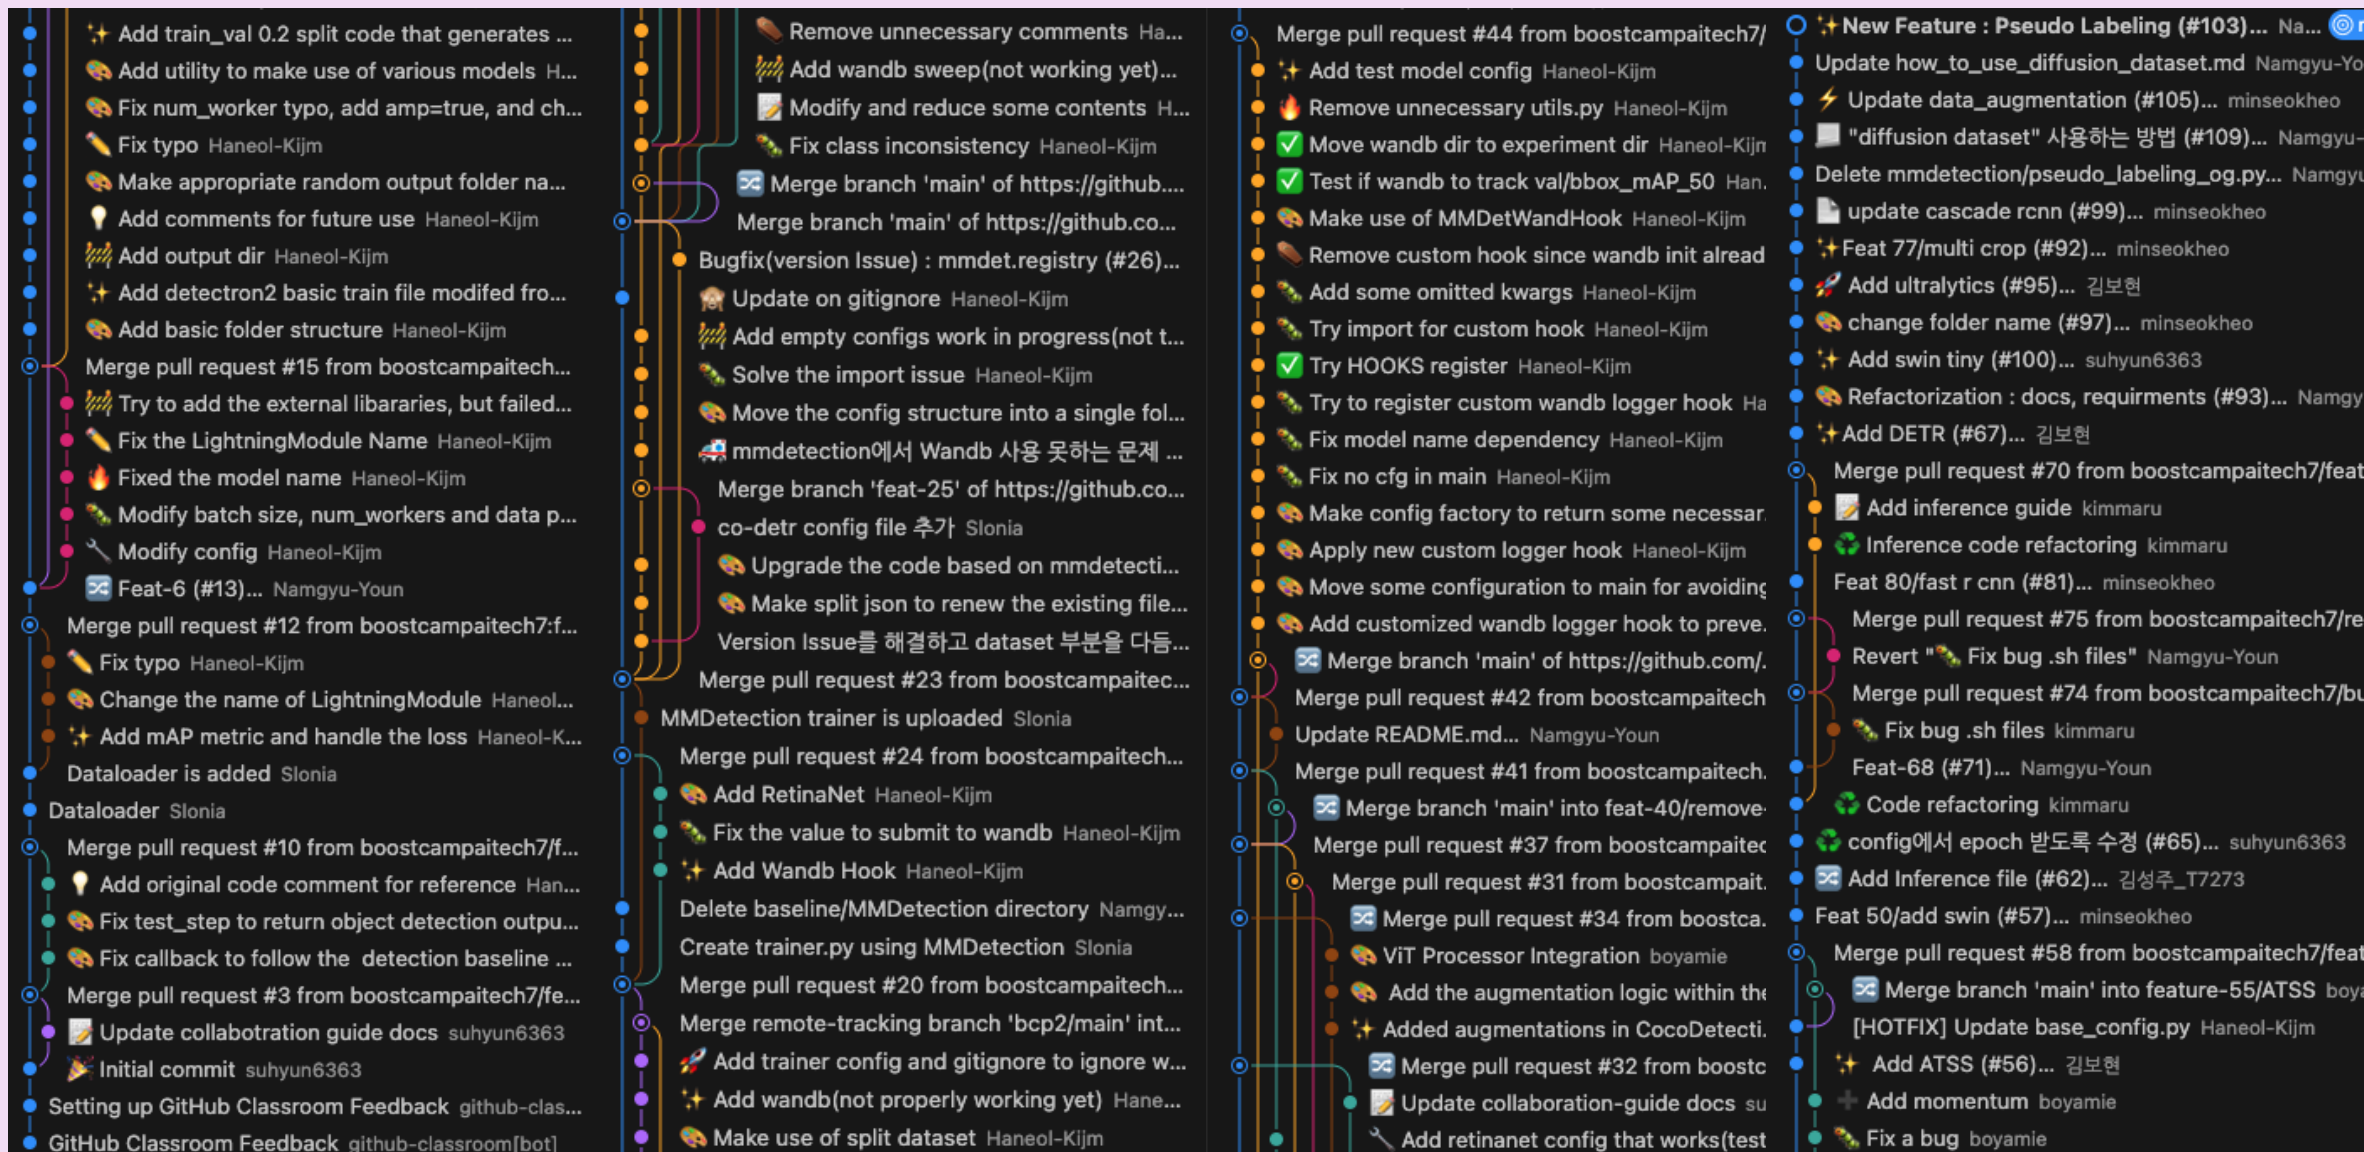 ✨ Add train_val 0.2 split code that generates ...
🎨 Add utility to make use of various models H...
🎨 Fix num_worker typo, add amp=true, and ch...
✏️ Fix typo Haneol-Kijm
🎨 Make appropriate random output folder na...
💡 Add comments for future use Haneol-Kijm
🚧 Add output dir Haneol-Kijm
✨ Add detectron2 basic train file modifed fro...
🎨 Add basic folder structure Haneol-Kijm
Merge pull request #15 from boostcampaitech...
🚧 Try to add the external libararies, but failed...
✏️ Fix the LightningModule Name Haneol-Kijm
🔥 Fixed the model name Haneol-Kijm
🐛 Modify batch size, num_workers and data p...
🔧 Modify config Haneol-Kijm
🔀 Feat-6 (#13)... Namgyu-Youn
Merge pull request #12 from boostcampaitech7:f...
✏️ Fix typo Haneol-Kijm
🎨 Change the name of LightningModule Haneol...
✨ Add mAP metric and handle the loss Haneol-K...
Dataloader is added Slonia
Dataloader Slonia
Merge pull request #10 from boostcampaitech7/f...
💡 Add original code comment for reference Han...
🎨 Fix test_step to return object detection outpu...
🎨 Fix callback to follow the detection baseline ...
Merge pull request #3 from boostcampaitech7/fe...
📝 Update collabotration guide docs suhyun6363
🎉 Initial commit suhyun6363
Setting up GitHub Classroom Feedback github-clas...
GitHub Classroom Feedback github-classroom[bot]
⚰️ Remove unnecessary comments Ha...
🚧 Add wandb sweep(not working yet)...
📝 Modify and reduce some contents H...
🐛 Fix class inconsistency Haneol-Kijm
🔀 Merge branch 'main' of https://github....
Merge branch 'main' of https://github.co...
Bugfix(version Issue) : mmdet.registry (#26)...
🙈 Update on gitignore Haneol-Kijm
🚧 Add empty configs work in progress(not t...
🐛 Solve the import issue Haneol-Kijm
🎨 Move the config structure into a single fol...
🚑 mmdetection에서 Wandb 사용 못하는 문제 ...
Merge branch 'feat-25' of https://github.co...
co-detr config file 추가 Slonia
🎨 Upgrade the code based on mmdetecti...
🎨 Make split json to renew the existing file...
Version Issue를 해결하고 dataset 부분을 다듬...
Merge pull request #23 from boostcampaitec...
MMDetection trainer is uploaded Slonia
Merge pull request #24 from boostcampaitech...
🎨 Add RetinaNet Haneol-Kijm
🐛 Fix the value to submit to wandb Haneol-Kijm
✨ Add Wandb Hook Haneol-Kijm
Delete baseline/MMDetection directory Namgy...
Create trainer.py using MMDetection Slonia
Merge pull request #20 from boostcampaitech...
Merge remote-tracking branch 'bcp2/main' int...
🚀 Add trainer config and gitignore to ignore w...
✨ Add wandb(not properly working yet) Hane...
🎨 Make use of split dataset Haneol-Kijm
Merge pull request #44 from boostcampaitech7/
✨ Add test model config Haneol-Kijm
🔥 Remove unnecessary utils.py Haneol-Kijm
✅ Move wandb dir to experiment dir Haneol-Kijm
✅ Test if wandb to track val/bbox_mAP_50 Han.
🎨 Make use of MMDetWandHook Haneol-Kijm
⚰️ Remove custom hook since wandb init alread
🐛 Add some omitted kwargs Haneol-Kijm
🐛 Try import for custom hook Haneol-Kijm
✅ Try HOOKS register Haneol-Kijm
🐛 Try to register custom wandb logger hook Ha
🐛 Fix model name dependency Haneol-Kijm
🐛 Fix no cfg in main Haneol-Kijm
🎨 Make config factory to return some necessar.
🎨 Apply new custom logger hook Haneol-Kijm
🎨 Move some configuration to main for avoiding
🎨 Add customized wandb logger hook to preve.
🔀 Merge branch 'main' of https://github.com/.
Merge pull request #42 from boostcampaitech
Update README.md... Namgyu-Youn
Merge pull request #41 from boostcampaitech.
🔀 Merge branch 'main' into feat-40/remove-
Merge pull request #37 from boostcampaitec
Merge pull request #31 from boostcampait.
🔀 Merge pull request #34 from boostca.
🎨 ViT Processor Integration boyamie
🎨 Add the augmentation logic within the
✨ Added augmentations in CocoDetecti.
🔀 Merge pull request #32 from boostc
📝 Update collaboration-guide docs su
🔧 Add retinanet config that works(test
✨New Feature : Pseudo Labeling (#103)... Na...
Update how_to_use_diffusion_dataset.md Namgyu-Yo
⚡ Update data_augmentation (#105)... minseokheo
📃 "diffusion dataset" 사용하는 방법 (#109)... Namgyu-
Delete mmdetection/pseudo_labeling_og.py... Namgyu
📄 update cascade rcnn (#99)... minseokheo
✨Feat 77/multi crop (#92)... minseokheo
🚀 Add ultralytics (#95)... 김보현
🎨 change folder name (#97)... minseokheo
✨ Add swin tiny (#100)... suhyun6363
🎨 Refactorization : docs, requirments (#93)... Namgy
✨Add DETR (#67)... 김보현
Merge pull request #70 from boostcampaitech7/feat
📝 Add inference guide kimmaru
♻️ Inference code refactoring kimmaru
Feat 80/fast r cnn (#81)... minseokheo
Merge pull request #75 from boostcampaitech7/re
Revert "🐛 Fix bug .sh files" Namgyu-Youn
Merge pull request #74 from boostcampaitech7/bu
🐛 Fix bug .sh files kimmaru
Feat-68 (#71)... Namgyu-Youn
♻️ Code refactoring kimmaru
♻️ config에서 epoch 받도록 수정 (#65)... suhyun6363
🔀 Add Inference file (#62)... 김성주_T7273
Feat 50/add swin (#57)... minseokheo
Merge pull request #58 from boostcampaitech7/feat
🔀 Merge branch 'main' into feature-55/ATSS boya
[HOTFIX] Update base_config.py Haneol-Kijm
✨ Add ATSS (#56)... 김보현
➕ Add momentum boyamie
🐛 Fix a bug boyamie